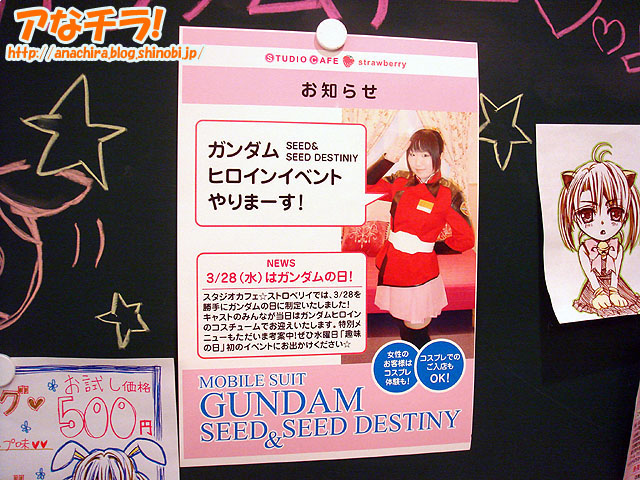 アなチラ!
http://anachira.blog.shinobi.jp/
STUDIO CAFE strawberry
お知らせ
ガンダム SEED& SEED DESTINIY
ヒロインイベント
やりまーす!
NEWS
3/28(水)はガンダムの日!
スタジオカフェ☆ストロベリイでは、3/28を
勝手にガンダムの日に制定いたしました!
キャストのみんなが当日はガンダムヒロイン
のコスチュームでお迎えいたします。特別メ
ニューもただいま考案中!ぜひ水曜日「趣味
の日」初のイベントにお出かけください☆
女性の
お客様は
コスプレ
体験も!
コスプレでの
ご入店も
OK!
MOBILE SUIT
GUNDAM
SEED & SEED DESTINY
お試し価格
500円
プ味♥♥